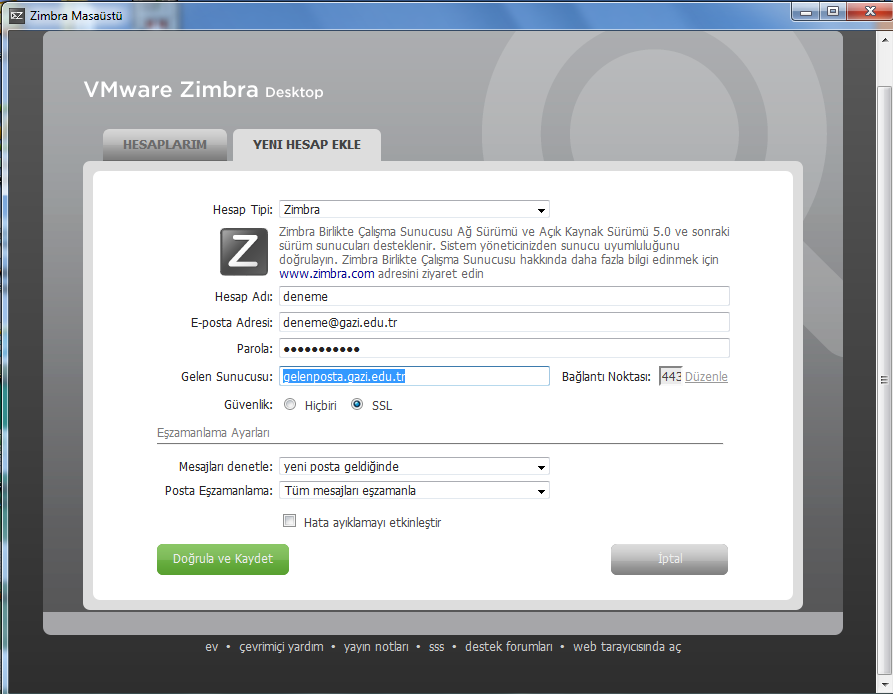 Zimbra Masaüstü
VMware Zimbra Desktop
HESAPLARIM
YENİ HESAP EKLE
Hesap Tipi: Zimbra
Zimbra Birlikte Çalışma Sunucusu Ağ Sürümü ve Açık Kaynak Sürümü 5.0 ve sonraki
sürüm sunucuları desteklenir. Sistem yöneticinizden sunucu uyumluluğunu
doğrulayın. Zimbra Birlikte Çalışma Sunucusu hakkında daha fazla bilgi edinmek için
www.zimbra.com adresini ziyaret edin
Hesap Adı: deneme
E-posta Adresi: deneme@gazi.edu.tr
Parola: ●●●●●●●●●●●
Gelen Sunucusu: gelenposta.gazi.edu.tr Bağlantı Noktası: 443 Düzenle
Güvenlik: Hiçbiri SSL
Eşzamanlama Ayarları
Mesajları denetle: yeni posta geldiğinde
Posta Eşzamanlama: Tüm mesajları eşzamanla
Hata ayıklamayı etkinleştir
Doğrula ve Kaydet
İptal
ev • çevrimiçi yardım • yayın notları • sss • destek forumları • web tarayıcısında aç